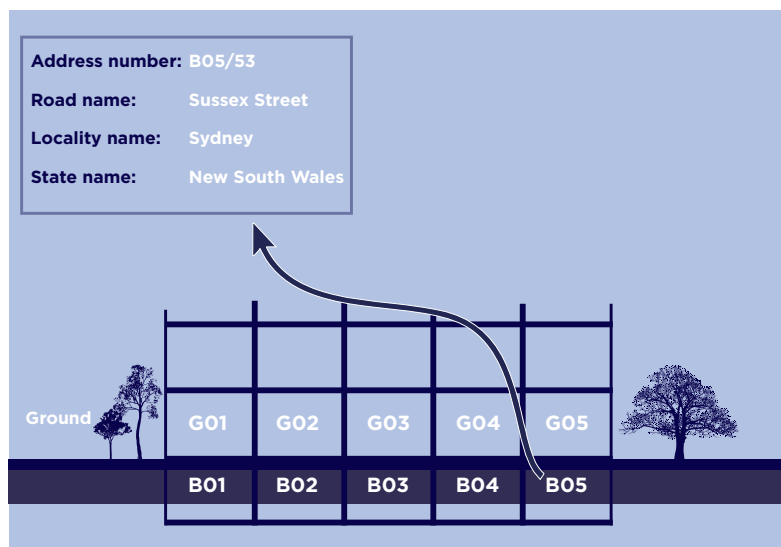 Address number: B05/53
Road name: Sussex Street
Locality name: Sydney
State name: New South Wales
Ground G01 G02 G03 G04 G05
B01 B02 B03 B04 B05